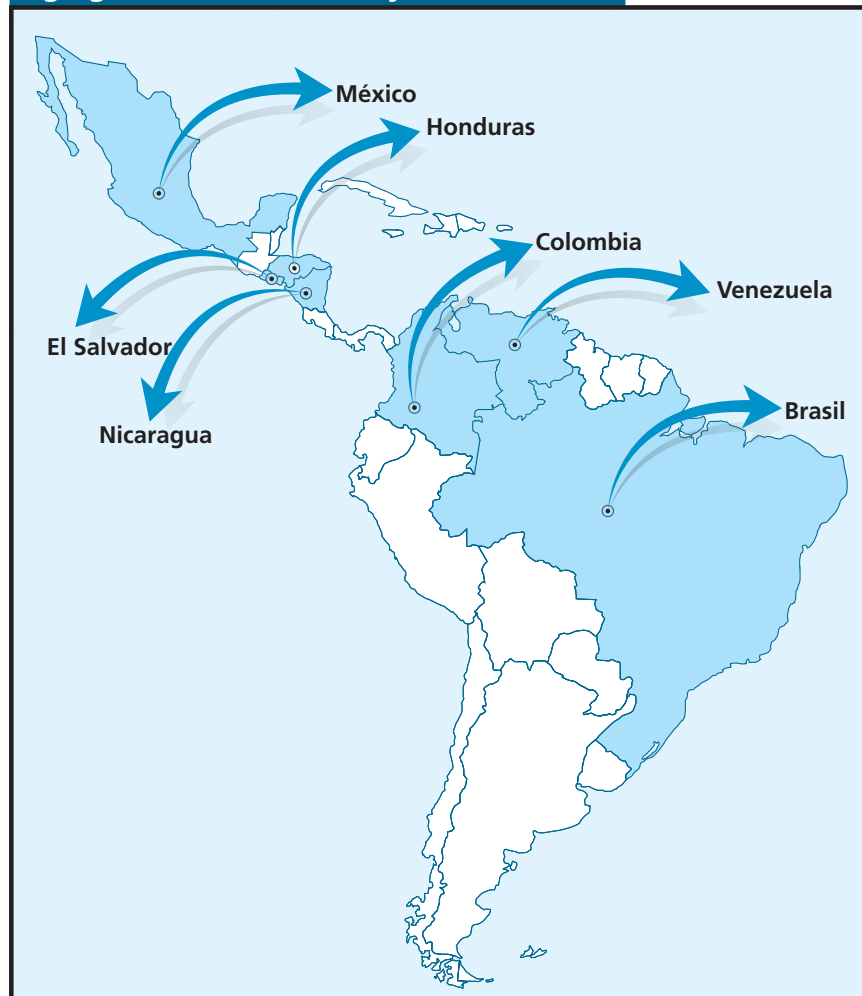 México
Honduras
Colombia
Venezuela
El Salvador
Brasil
Nicaragua